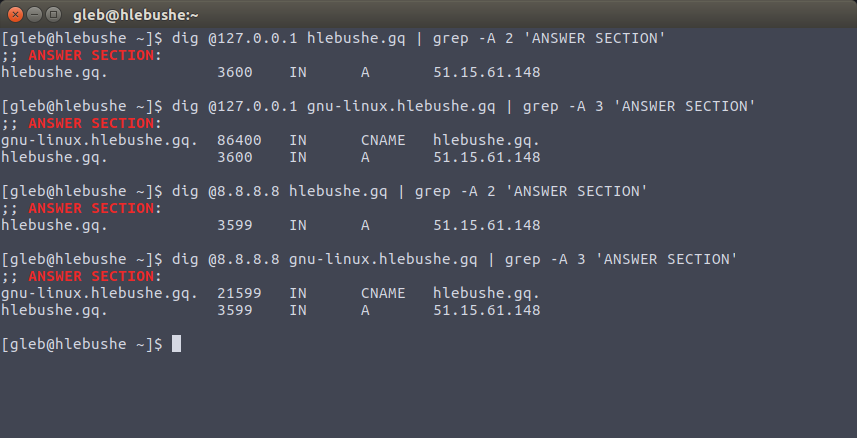 gleb@hlebushe:~
[gleb@hlebushe ~]$ dig @127.0.0.1 hlebushe.gq | grep -A 2 'ANSWER SECTION'
;; ANSWER SECTION:
hlebushe.gq. 3600 IN A 51.15.61.148
[gleb@hlebushe ~]$ dig @127.0.0.1 gnu-linux.hlebushe.gq | grep -A 3 'ANSWER SECTION'
;; ANSWER SECTION:
gnu-linux.hlebushe.gq. 86400 IN CNAME hlebushe.gq.
hlebushe.gq. 3600 IN A 51.15.61.148
[gleb@hlebushe ~]$ dig @8.8.8.8 hlebushe.gq | grep -A 2 'ANSWER SECTION'
;; ANSWER SECTION:
hlebushe.gq. 3599 IN A 51.15.61.148
[gleb@hlebushe ~]$ dig @8.8.8.8 gnu-linux.hlebushe.gq | grep -A 3 'ANSWER SECTION'
;; ANSWER SECTION:
gnu-linux.hlebushe.gq. 21599 IN CNAME hlebushe.gq.
hlebushe.gq. 3599 IN A 51.15.61.148
[gleb@hlebushe ~]$